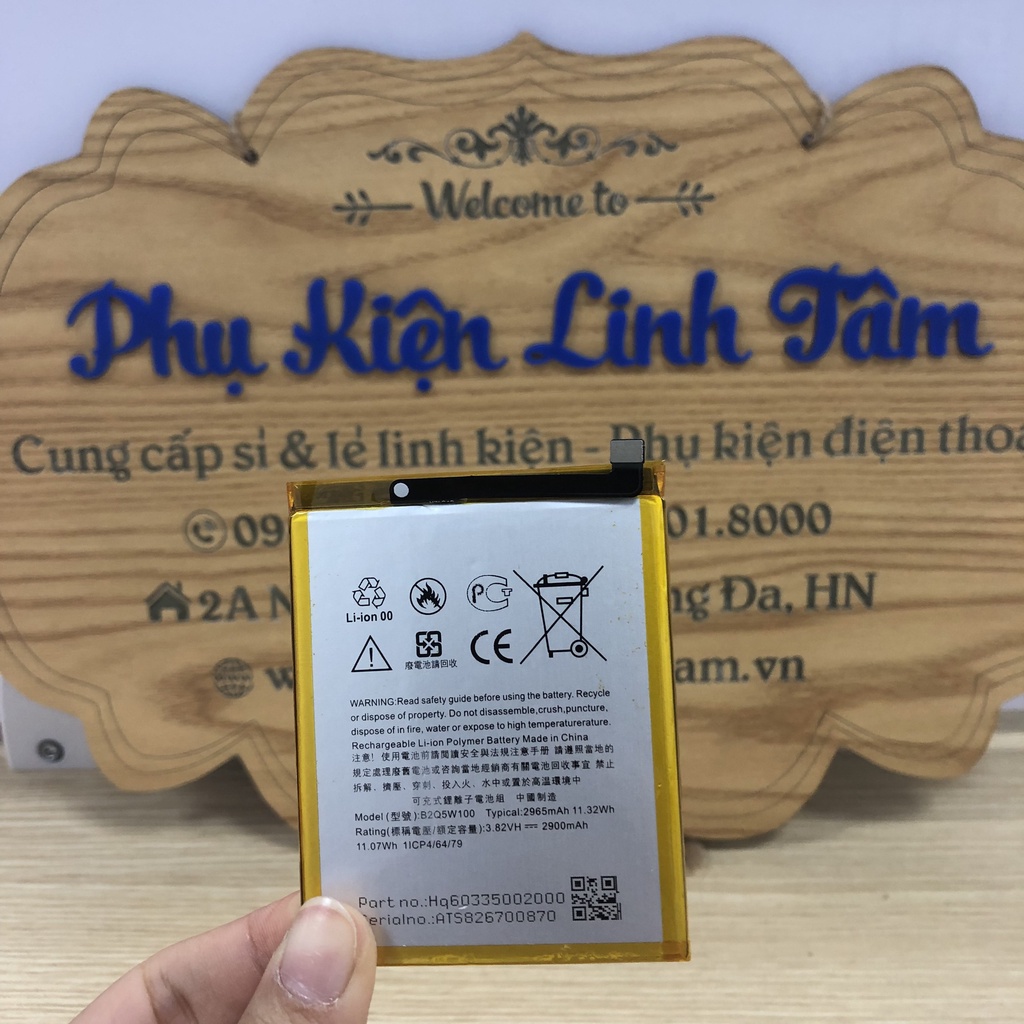 Welcome to
Phụ Kiện Linh Tâm
Cung cấp sỉ & lẻ linh kiện - Phụ kiện điện thoạ
09 01.8000
2A N ng Đa, HN
w am.vn
Li-ion 00
廢電池請回收
CE
WARNING:Read safety guide before using the battery. Recycle
or dispose of property. Do not disassemble,crush,puncture,
dispose of in fire, water or expose to high temperaturerature.
Rechargeable Li-ion Polymer Battery Made in China
注意! 使用電池前請閱讀安全與法規注意手册 請遵照當地的
規定處理廢舊電池或咨詢當地經銷商有關電池回收事宜 禁止
拆解、擠壓、穿刺、投入火、水中或置於高温環境中
可充式鋰離子電池組 中國制造
Model (型號):B2Q5W100 Typical:2965mAh 11.32Wh
Rating(標稱電壓/額定容量):3.82VH ⎓ 2900mAh
11.07Wh 1ICP4/64/79
Part no.:Hq60335002000
Serialno.:ATS826700870